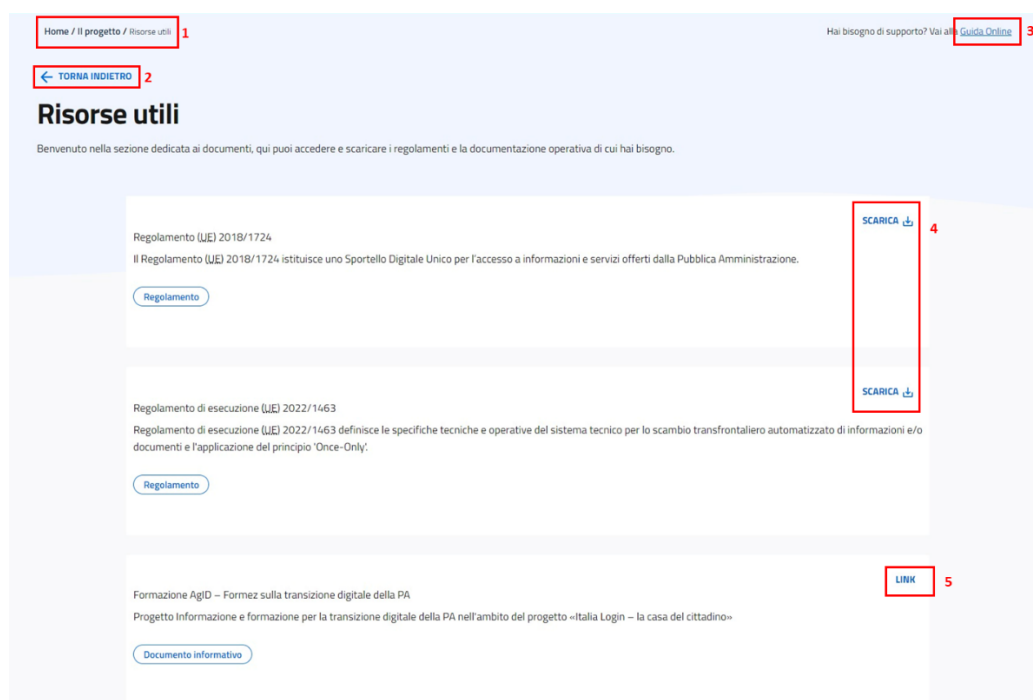 Home / Il progetto / Risorse utili 1
Hai bisogno di supporto? Vai alla Guida Online 3
TORNA INDIETRO 2
Risorse utili
Benvenuto nella sezione dedicata ai documenti, qui puoi accedere e scaricare i regolamenti e la documentazione operativa di cui hai bisogno.
SCARICA 4
Regolamento (UE) 2018/1724
Il Regolamento (UE) 2018/1724 istituisce uno Sportello Digitale Unico per l'accesso a informazioni e servizi offerti dalla Pubblica Amministrazione.
Regolamento
SCARICA
Regolamento di esecuzione (UE) 2022/1463
Regolamento di esecuzione (UE) 2022/1463 definisce le specifiche tecniche e operative del sistema tecnico per lo scambio transfrontaliero automatizzato di informazioni e/o
documenti e l'applicazione del principio 'Once-Only'.
Regolamento
LINK 5
Formazione AgID – Formez sulla transizione digitale della PA
Progetto Informazione e formazione per la transizione digitale della PA nell'ambito del progetto «Italia Login – la casa del cittadino»
Documento informativo